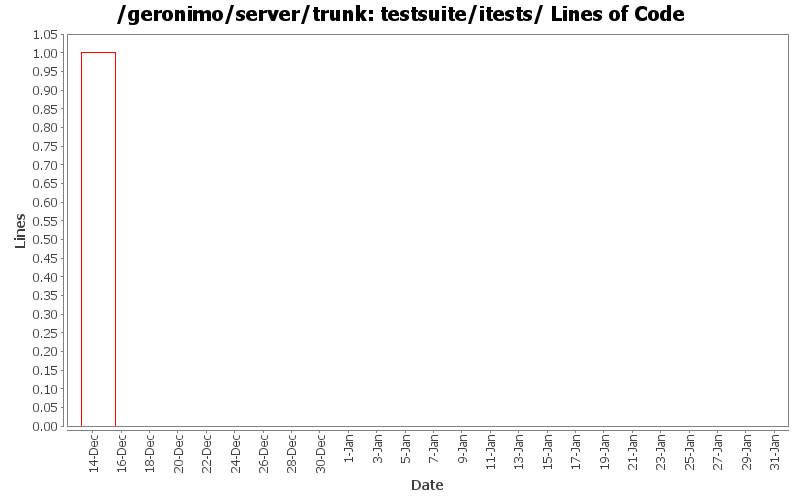 /geronimo/server/trunk: testsuite/itests/ Lines of Code
1.05
1.00
0.95
0.90
0.85
0.80
0.75
0.70
0.65
0.60
0.55
0.50
0.45
0.40
0.35
0.30
0.25
0.20
0.15
0.10
0.05
0.00
Lines
14-Dec
16-Dec
18-Dec
20-Dec
22-Dec
24-Dec
26-Dec
28-Dec
30-Dec
1-Jan
3-Jan
5-Jan
7-Jan
9-Jan
11-Jan
13-Jan
15-Jan
17-Jan
19-Jan
21-Jan
23-Jan
25-Jan
27-Jan
29-Jan
31-Jan
Date